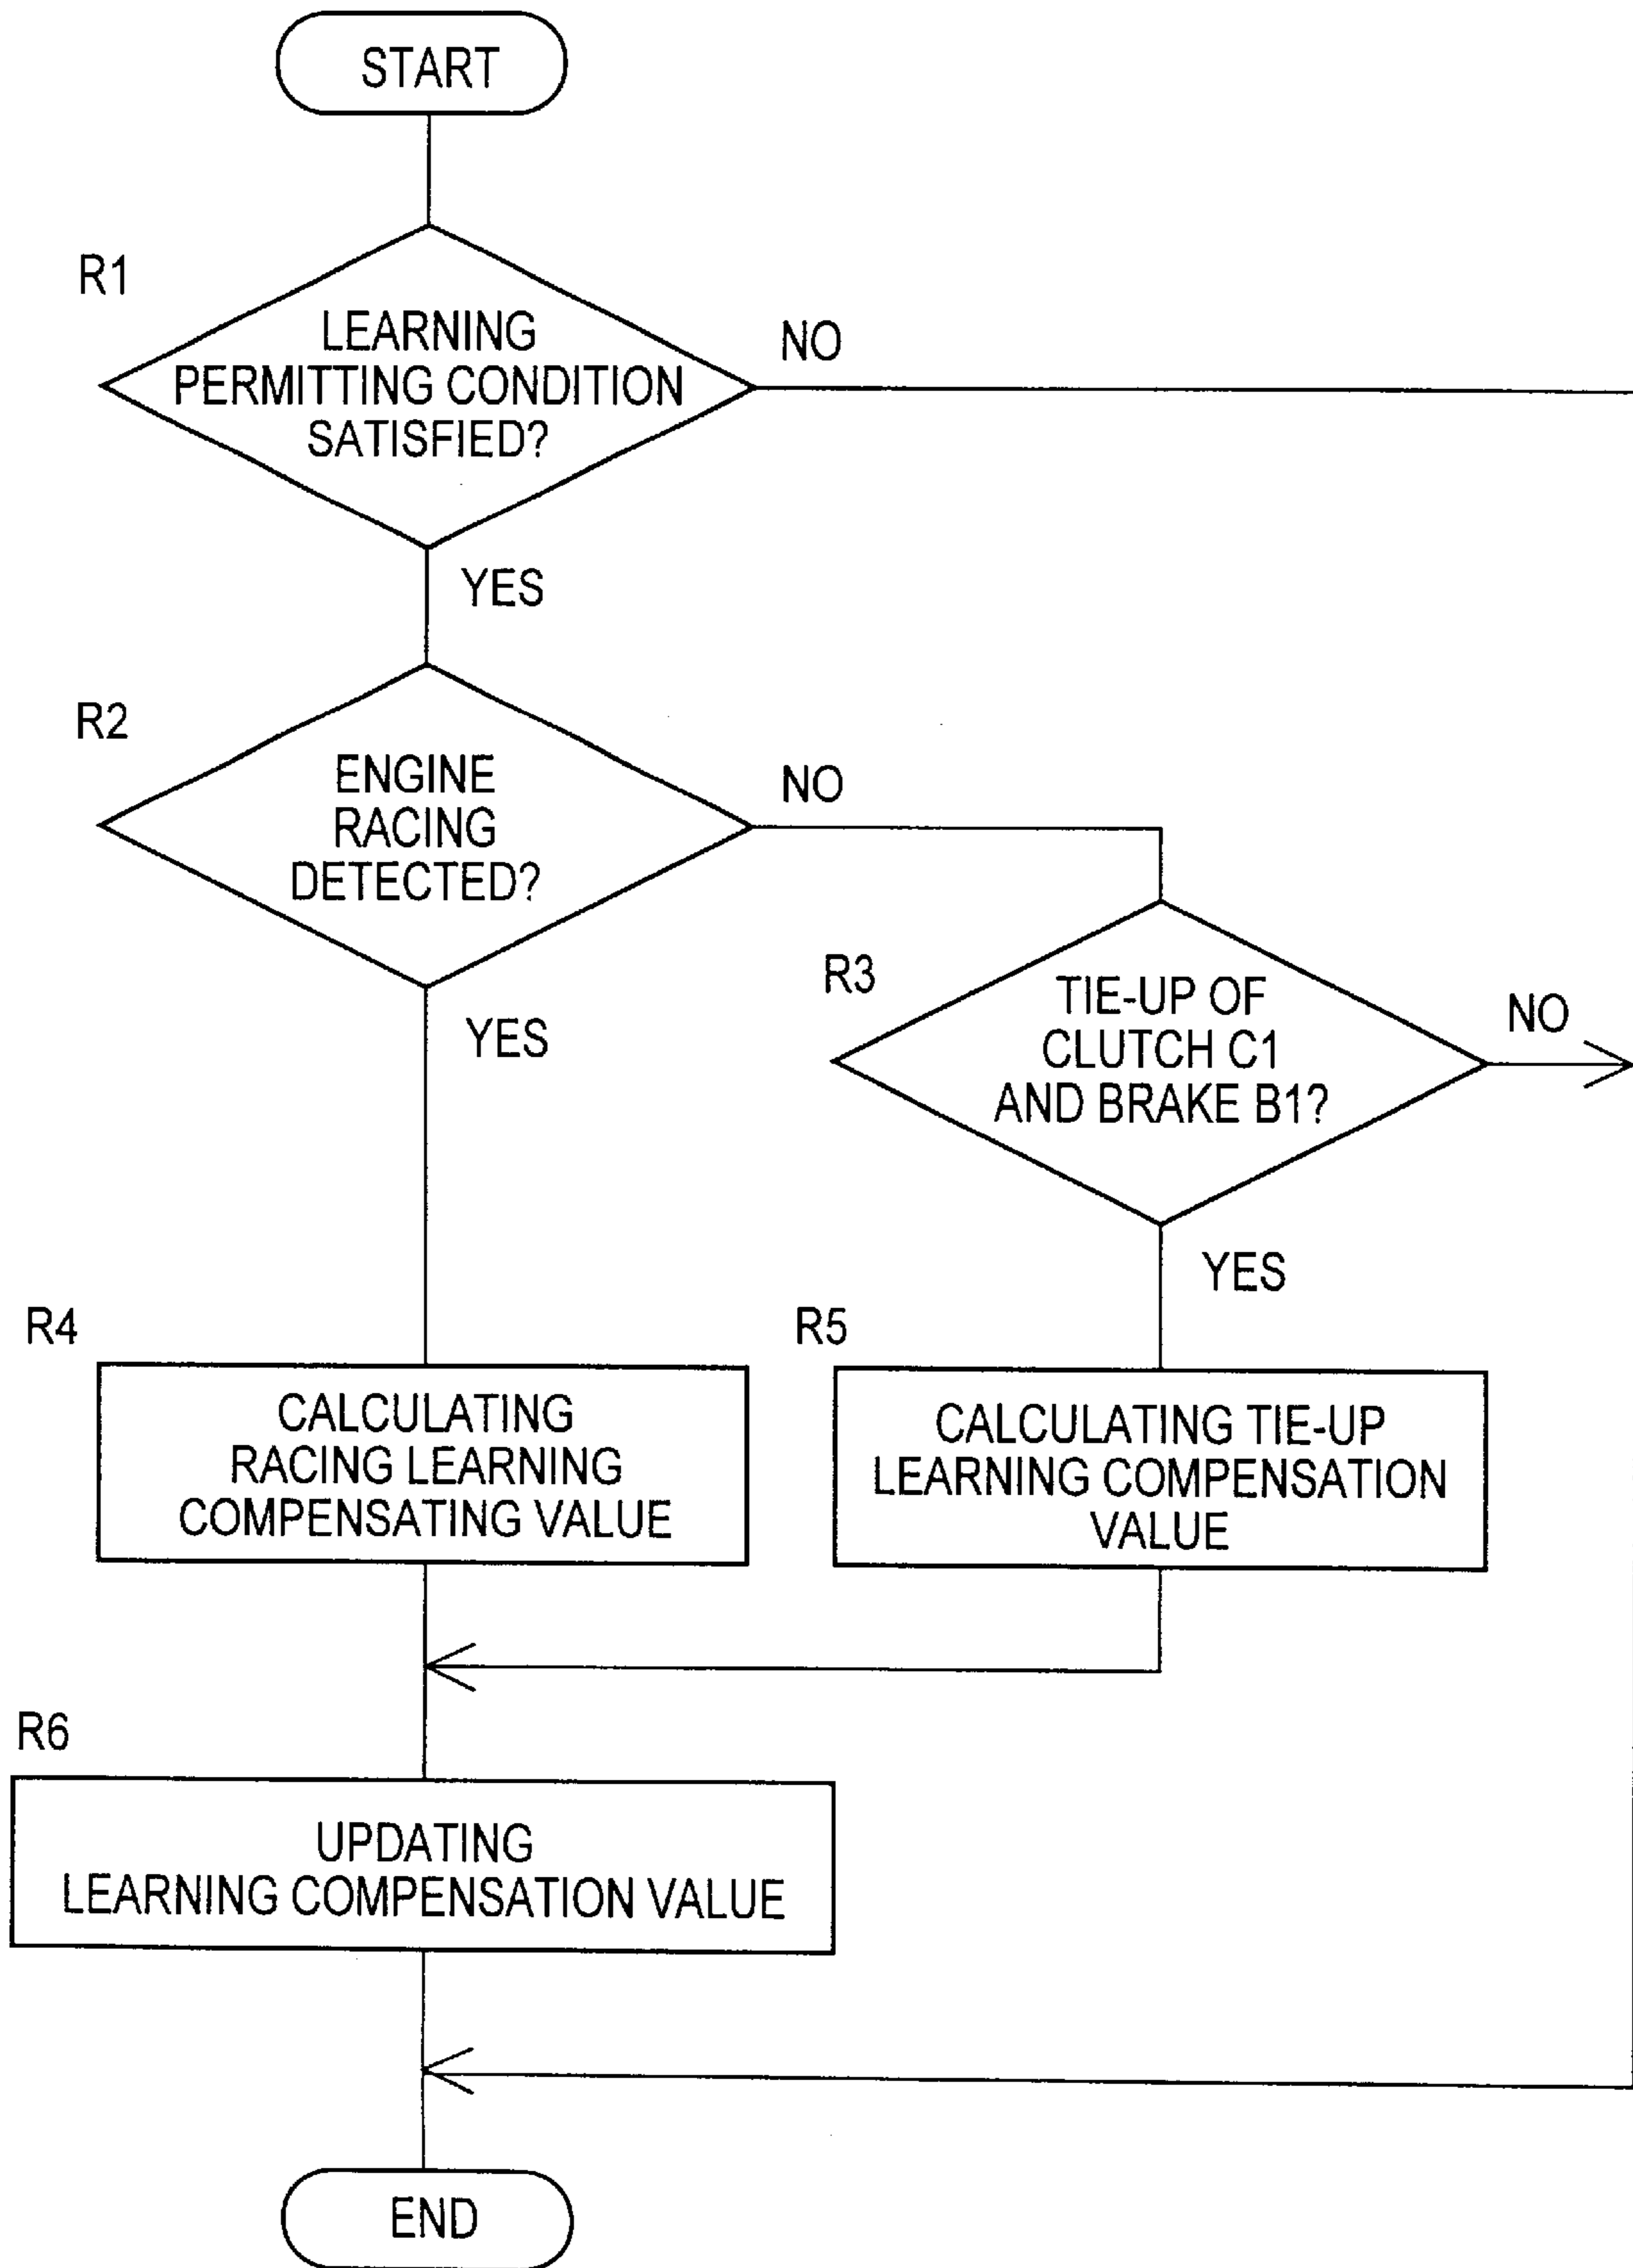 START
R1
LEARNING
PERMITTING CONDITION
SATISFIED?
NO
YES
R2
ENGINE
RACING
DETECTED?
NO
YES
R3
TIE-UP OF
CLUTCH C1
AND BRAKE B1?
NO
YES
R4
CALCULATING
RACING LEARNING
COMPENSATING VALUE
R5
CALCULATING TIE-UP
LEARNING COMPENSATION
VALUE
R6
UPDATING
LEARNING COMPENSATION VALUE
END